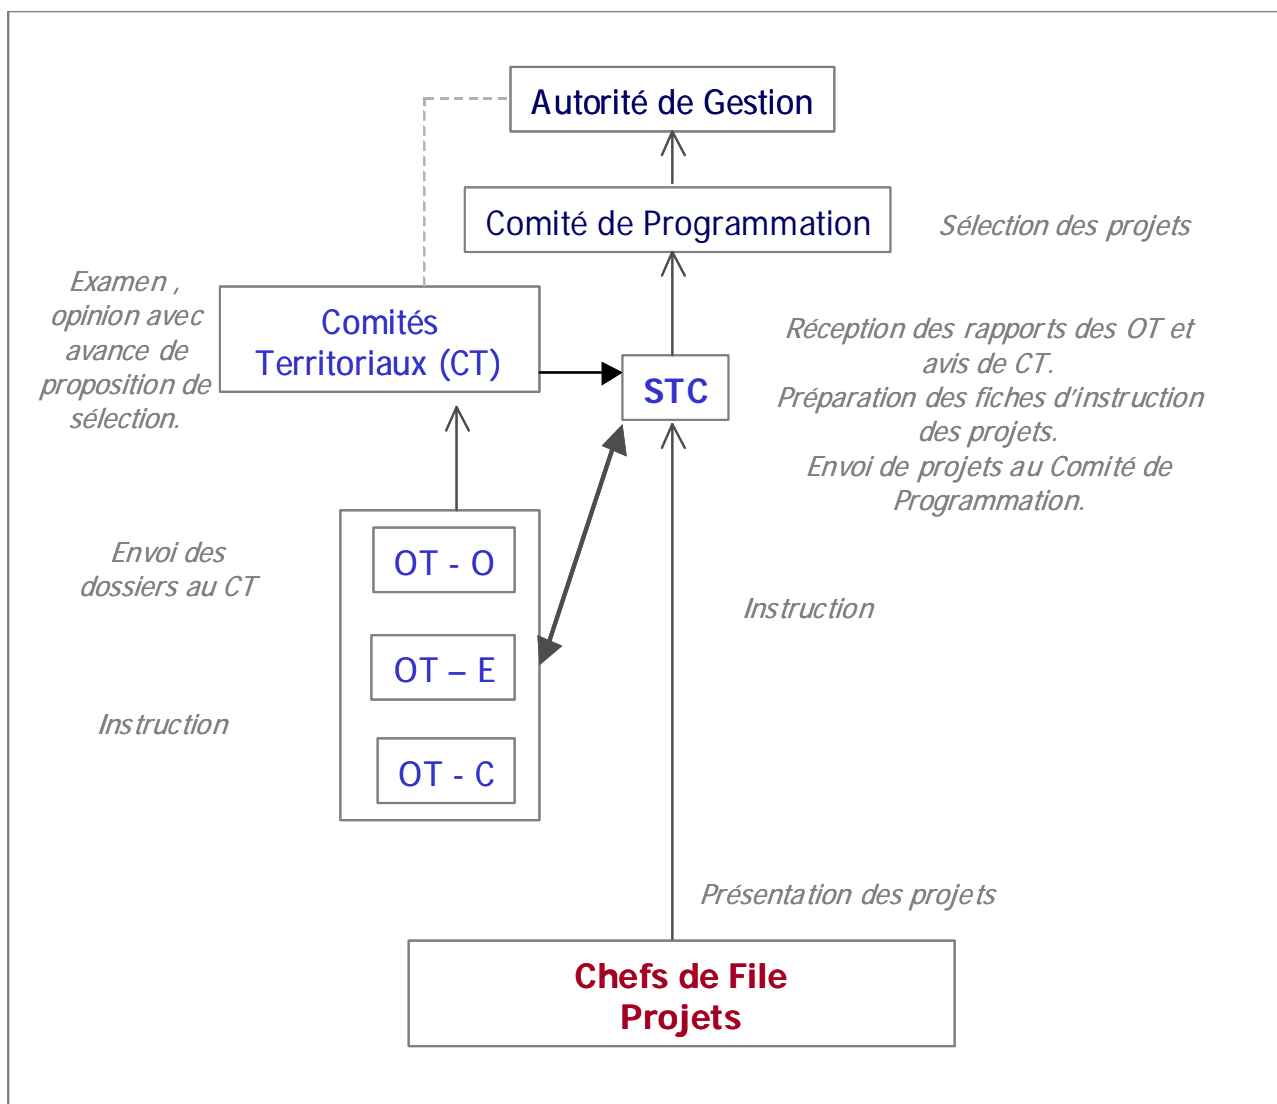 Autorité de Gestion
Comité de Programmation
Sélection des projets
Examen ,
opinion avec
avance de
proposition de
sélection.
Comités
Territoriaux (CT)
STC
Réception des rapports des OT et
avis de CT.
Préparation des fiches d'instruction
des projets.
Envoi de projets au Comité de
Programmation.
Envoi des
dossiers au CT
OT - O
Instruction
OT – E
Instruction
OT - C
Présentation des projets
Chefs de File
Projets